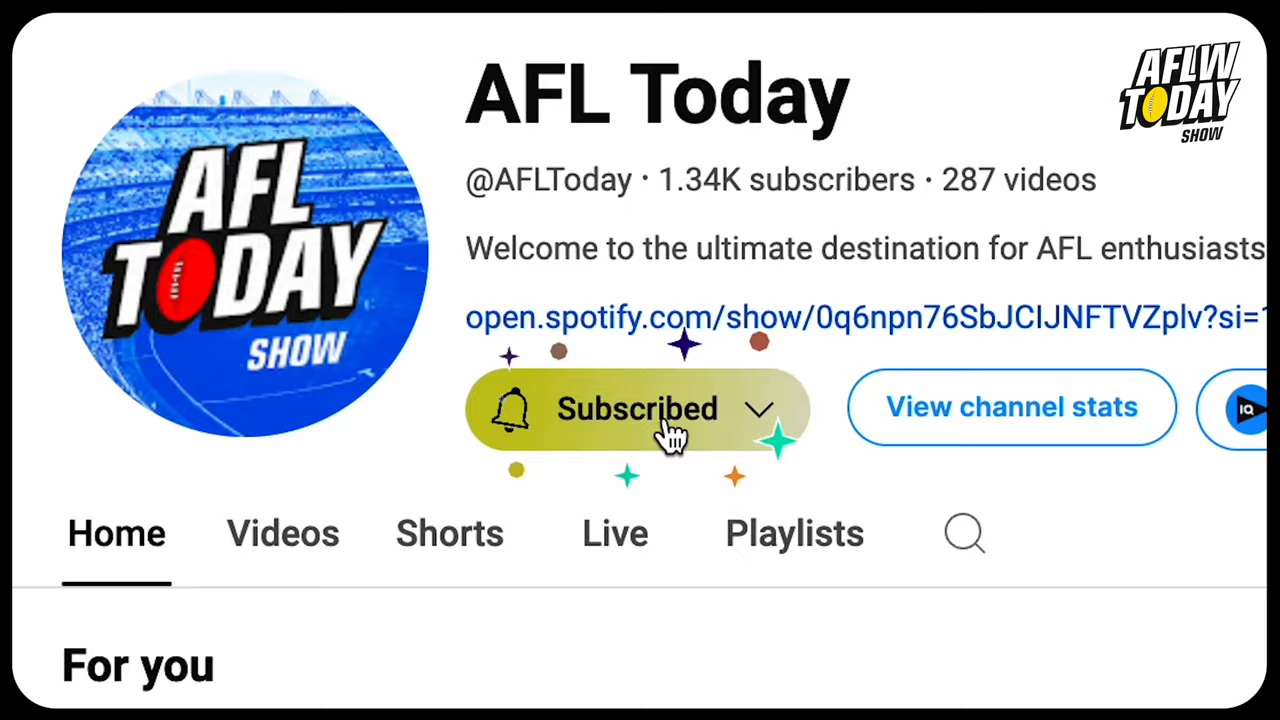 AFL Today
AFLW
TODAY
SHOW
AFL
TODAY
SHOW
@AFLToday · 1.34K subscribers · 287 videos
Welcome to the ultimate destination for AFL enthusiasts
open.spotify.com/show/0q6npn76SbJCIJNFTVZplv?si=
Subscribed
View channel stats
IQ
Home
Videos
Shorts
Live
Playlists
For you